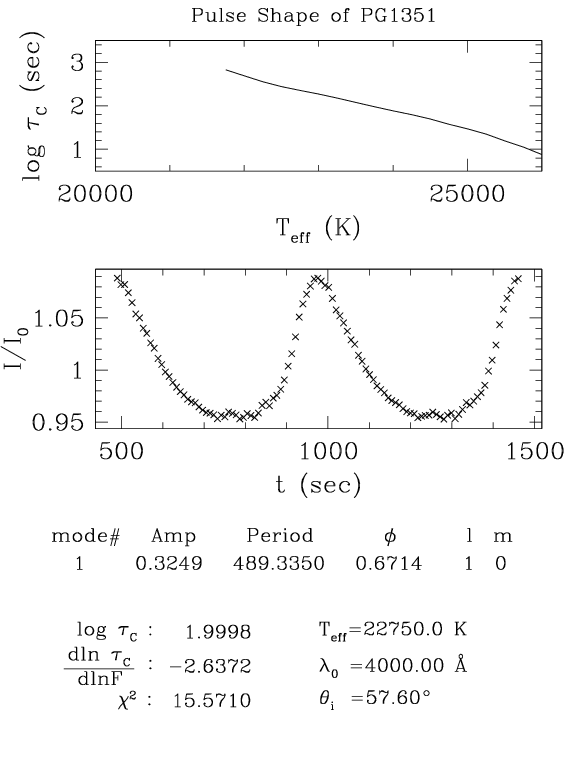 Pulse Shape of PG1351
log τC (sec)
3
2
1
20000 25000
Teff (K)
I/I0
1.05
1
0.95
500 1000 1500
t (sec)
mode# Amp Period ϕ l m
1 0.3249 489.3350 0.6714 1 0
log τC : 1.9998 Teff=22750.0 K
dln τC
dlnF : −2.6372 λ0 =4000.00 Å
χ² : 15.5710 θi =57.60°